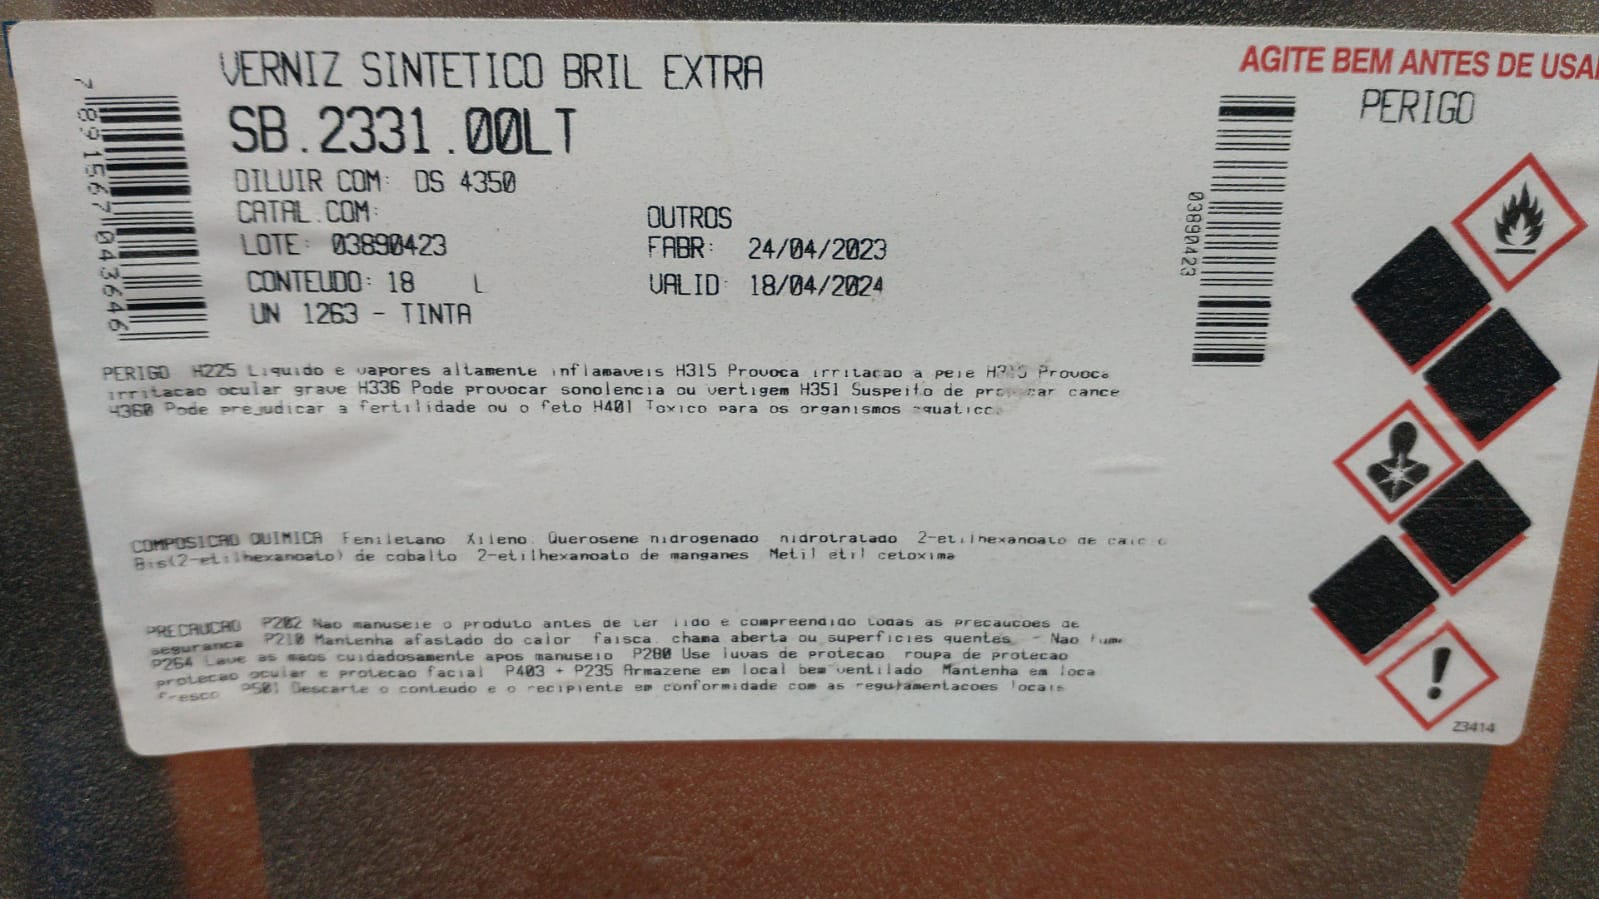 VERNIZ SINTETICO BRIL EXTRA
SB.2331.00LT
DILUIR COM: DS 4350
CATAL.COM:
LOTE: 03890423
CONTEUDO: 18 L
UN 1263 - TINTA
OUTROS
FABR: 24/04/2023
VALID: 18/04/2024
7891567043646
03890423
AGITE BEM ANTES DE USA
PERIGO
PERIGO H225 Liquido e vapores altamente inflamaveis H315 Provoca irritacao a pele Provoca
irritacao ocular grave H336 Pode provocar sonolencia ou vertigem H351 Suspeito de cance
H360 Pode prejudicar a fertilidade ou o feto H401 Toxico para os organismos
COMPOSICAO QUIMICA Feniletano Xileno Querosene hidrogenado hidrotratado 2-etilhexanoato de
Bis(2-etilhexanoato) de cobalto 2-etilhexanoato de manganes Metil etil cetoxima
PRECAUCAO P202 Nao manuseie o produto antes de ter lido e compreendido todas as precaucoes de
seguranca P210 Mantenha afastado do calor faisca, chama aberta ou superficies quentes - Nao fume
P264 Lave as maos cuidadosamente apos manuseio P280 Use luvas de protecao roupa de protecao
protecao ocular e protecao facial P403 + P235 Armazene em local bem ventilado Mantenha em loca
fresco P501 Descarte o conteudo e o recipiente em conformidade com as regulamentacoes locais
Z3414